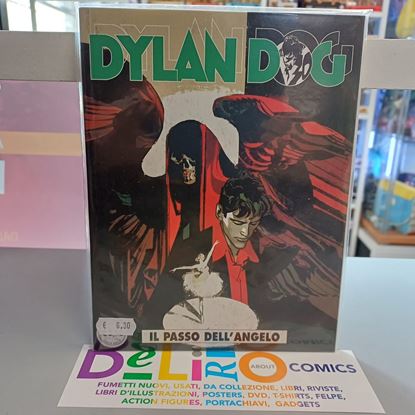 DYLAN DOG
€ 6,30
IL PASSO DELL'ANGELO
DeLiRIO ABOUT COMICS
FUMETTI NUOVI, USATI, DA COLLEZIONE, LIBRI, RIVISTE,
LIBRI D'ILLUSTRAZIONI, POSTERS, DVD, T-SHIRTS, FELPE,
ACTION FIGURES, PORTACHIAVI, GADGETS